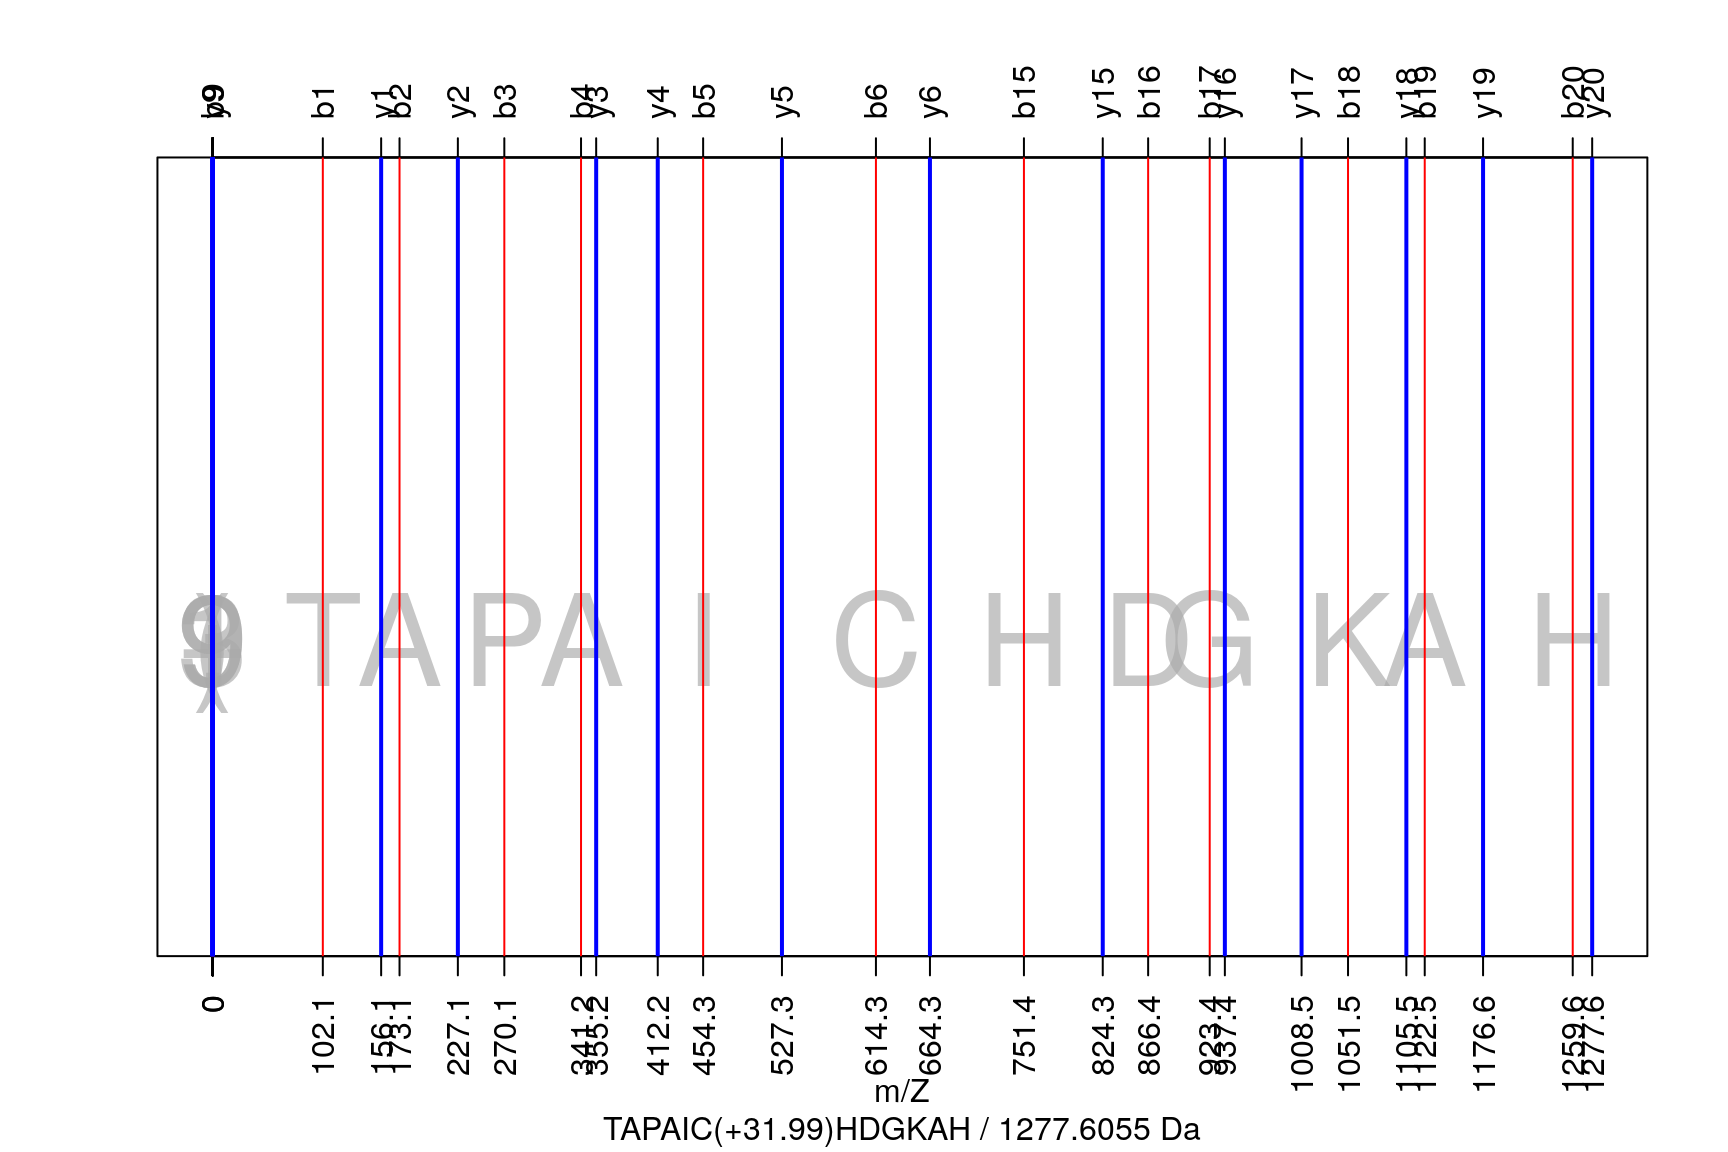 b1 y1 b2 y2 b3 b4 y3 y4 b5 y5 b6 y6 b15 y15 b16 b17 y16 y17 b18 y18 b19 y19 b20 y20
9 T A P A I C H D G K A H
0 102.1 156.1 173.1 227.1 270.1 341.2 355.2 412.2 454.3 527.3 614.3 664.3 751.4 824.3 866.4 923.4 937.4 1008.5 1051.5 1105.5 1122.5 1176.6 1259.6 1277.6
m/Z
TAPAIC(+31.99)HDGKAH / 1277.6055 Da